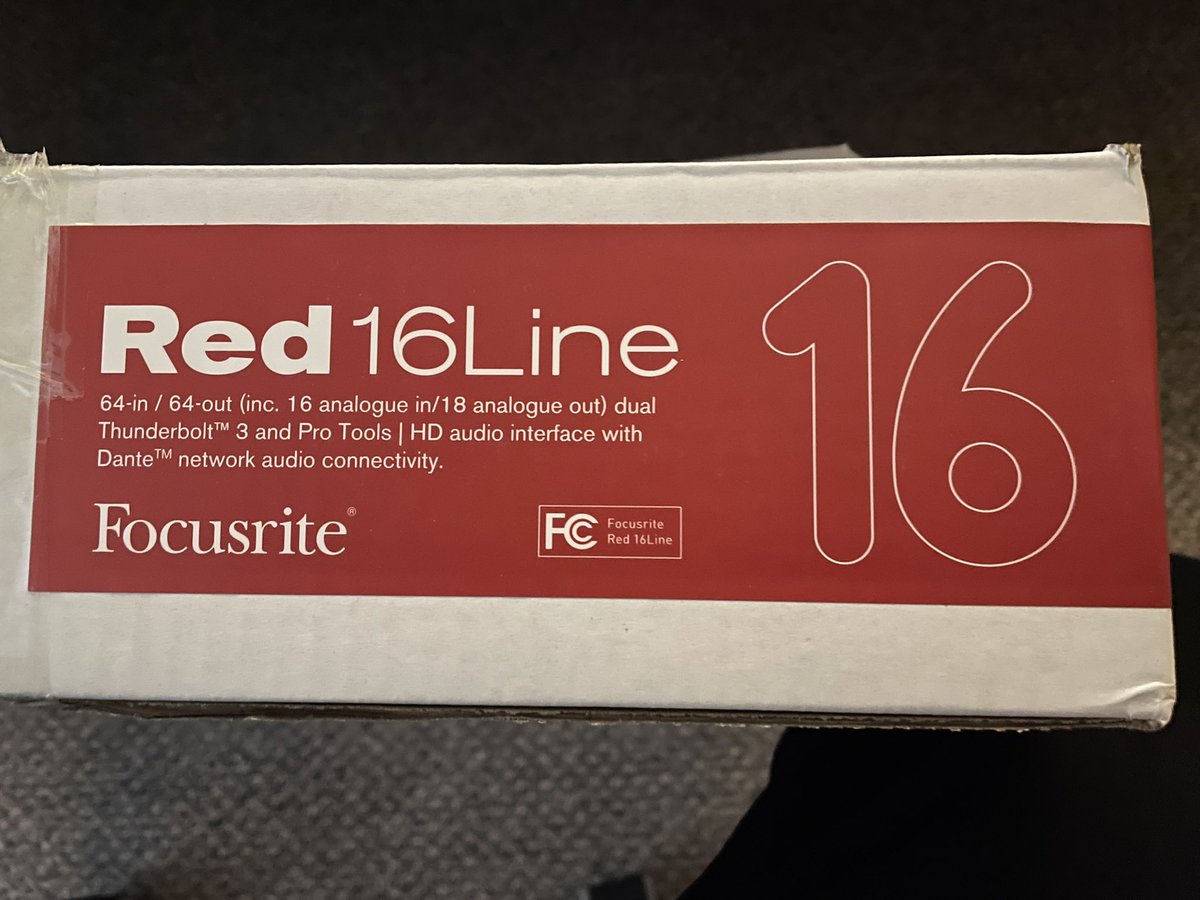 Red 16Line
64-in / 64-out (inc. 16 analogue in/18 analogue out) dual
Thunderbolt™ 3 and Pro Tools | HD audio interface with
Dante™ network audio connectivity.
Focusrite®
FC Focusrite
Red 16Line
16